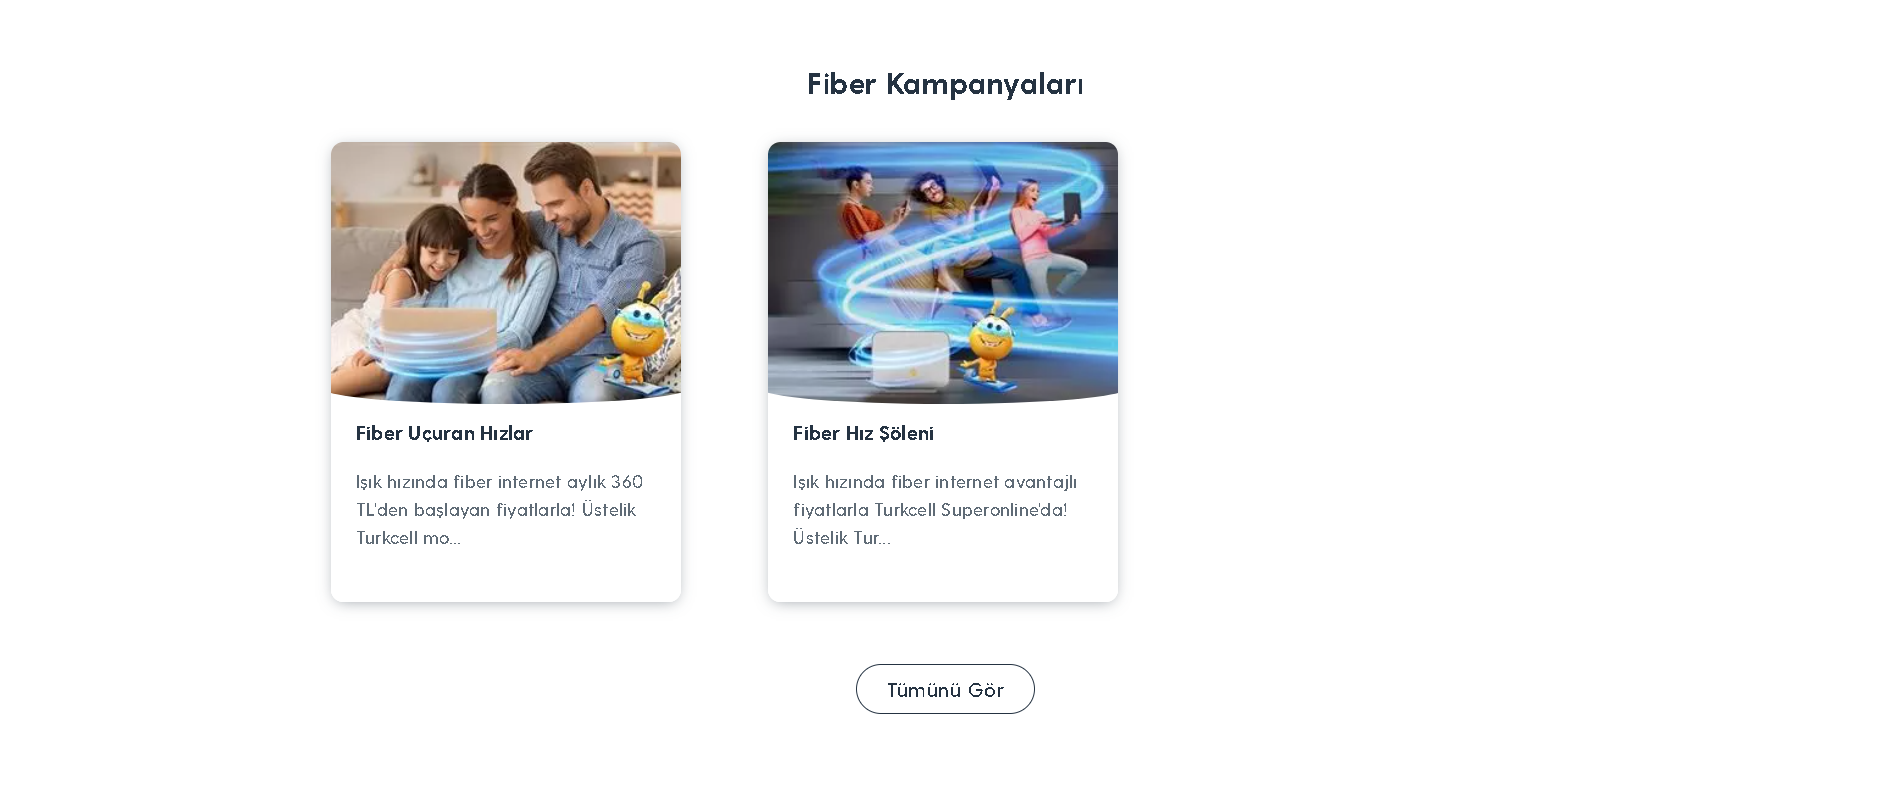 Fiber Kampanyaları
Fiber Uçuran Hızlar
Işık hızında fiber internet aylık 360
TL'den başlayan fiyatlarla! Üstelik
Turkcell mo...
Fiber Hız Şöleni
Işık hızında fiber internet avantajlı
fiyatlarla Turkcell Superonline'da!
Üstelik Tur...
Tümünü Gör